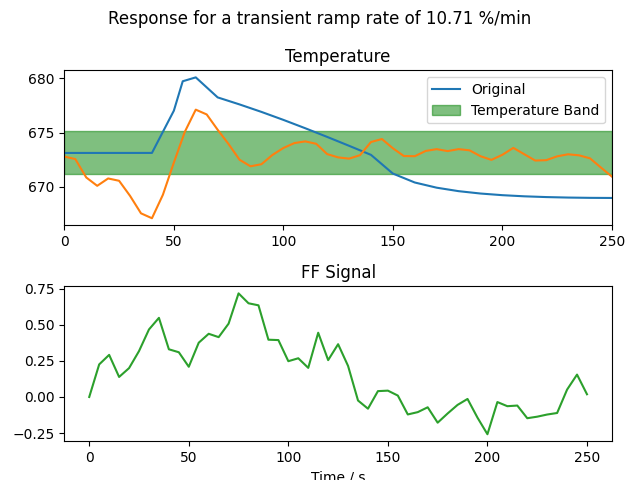 Response for a transient ramp rate of 10.71 %/min
Temperature
680
675
670
Original
Temperature Band
0 50 100 150 200 250
FF Signal
0.75
0.50
0.25
0.00
−0.25
0 50 100 150 200 250
Time / s